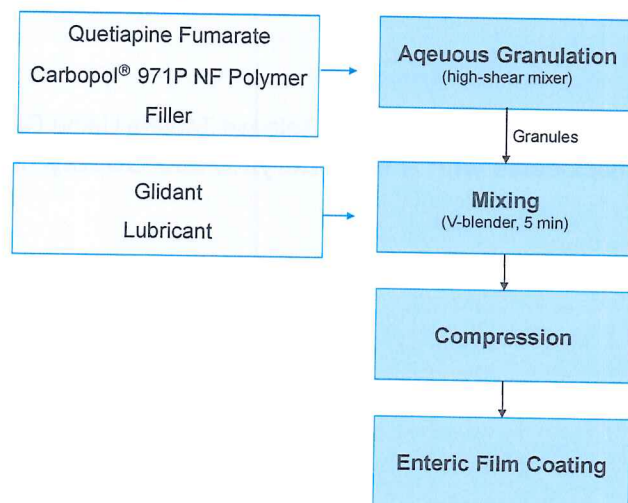 Quetiapine Fumarate
Carbopol® 971P NF Polymer
Filler
Aqeuous Granulation
(high-shear mixer)
Granules
Glidant
Lubricant
Mixing
(V-blender, 5 min)
Compression
Enteric Film Coating